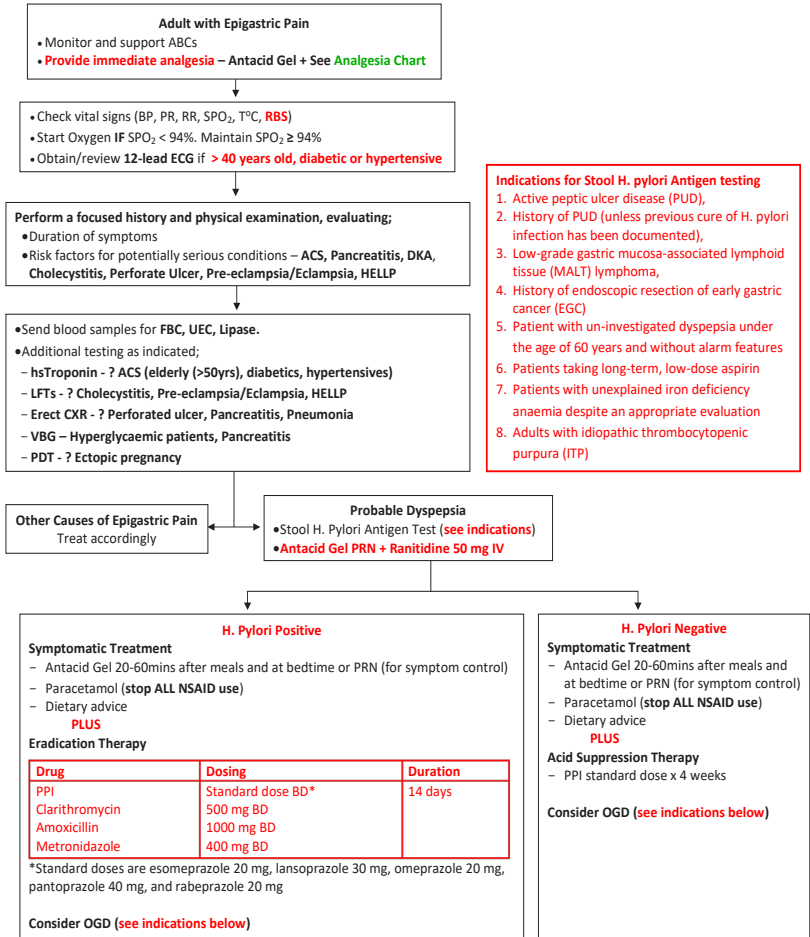 Adult with Epigastric Pain
• Monitor and support ABCs
• Provide immediate analgesia – Antacid Gel + See Analgesia Chart
• Check vital signs (BP, PR, RR, SPO2, T°C, RBS)
• Start Oxygen IF SPO2 < 94%. Maintain SPO2 ≥ 94%
• Obtain/review 12-lead ECG if > 40 years old, diabetic or hypertensive
Perform a focused history and physical examination, evaluating;
• Duration of symptoms
• Risk factors for potentially serious conditions – ACS, Pancreatitis, DKA,
Cholecystitis, Perforate Ulcer, Pre-eclampsia/Eclampsia, HELLP
• Send blood samples for FBC, UEC, Lipase.
• Additional testing as indicated;
– hsTroponin - ? ACS (elderly (>50yrs), diabetics, hypertensives)
– LFTs - ? Cholecystitis, Pre-eclampsia/Eclampsia, HELLP
– Erect CXR - ? Perforated ulcer, Pancreatitis, Pneumonia
– VBG – Hyperglycaemic patients, Pancreatitis
– PDT - ? Ectopic pregnancy
Indications for Stool H. pylori Antigen testing
1. Active peptic ulcer disease (PUD),
2. History of PUD (unless previous cure of H. pylori
infection has been documented),
3. Low-grade gastric mucosa-associated lymphoid
tissue (MALT) lymphoma,
4. History of endoscopic resection of early gastric
cancer (EGC)
5. Patient with un-investigated dyspepsia under
the age of 60 years and without alarm features
6. Patients taking long-term, low-dose aspirin
7. Patients with unexplained iron deficiency
anaemia despite an appropriate evaluation
8. Adults with idiopathic thrombocytopenic
purpura (ITP)
Other Causes of Epigastric Pain
Treat accordingly
Probable Dyspepsia
• Stool H. Pylori Antigen Test (see indications)
• Antacid Gel PRN + Ranitidine 50 mg IV
H. Pylori Positive
Symptomatic Treatment
– Antacid Gel 20-60mins after meals and at bedtime or PRN (for symptom control)
– Paracetamol (stop ALL NSAID use)
– Dietary advice
PLUS
Eradication Therapy
Drug Dosing Duration
PPI Standard dose BD* 14 days
Clarithromycin 500 mg BD
Amoxicillin 1000 mg BD
Metronidazole 400 mg BD
*Standard doses are esomeprazole 20 mg, lansoprazole 30 mg, omeprazole 20 mg,
pantoprazole 40 mg, and rabeprazole 20 mg
Consider OGD (see indications below)
H. Pylori Negative
Symptomatic Treatment
– Antacid Gel 20-60mins after meals and
at bedtime or PRN (for symptom control)
– Paracetamol (stop ALL NSAID use)
– Dietary advice
PLUS
Acid Suppression Therapy
– PPI standard dose x 4 weeks
Consider OGD (see indications below)